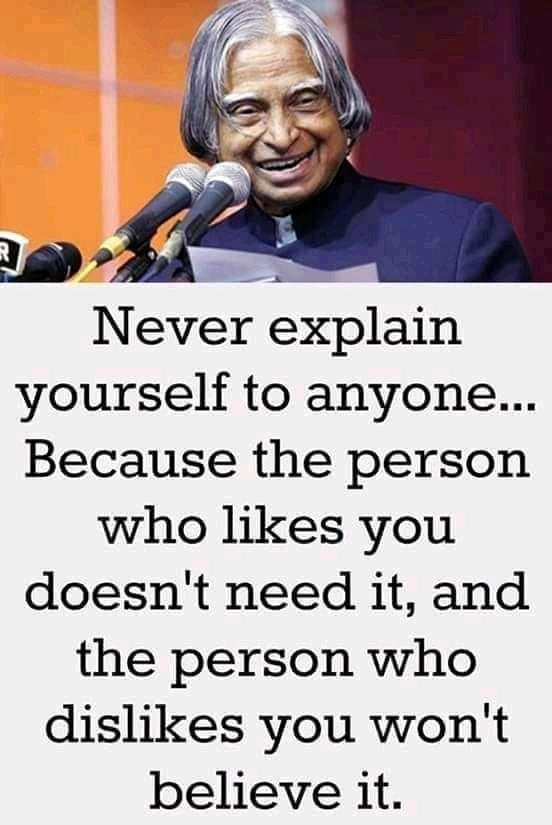 R
Never explain
yourself to anyone...
Because the person
who likes you
doesn't need it, and
the person who
dislikes you won't
believe it.